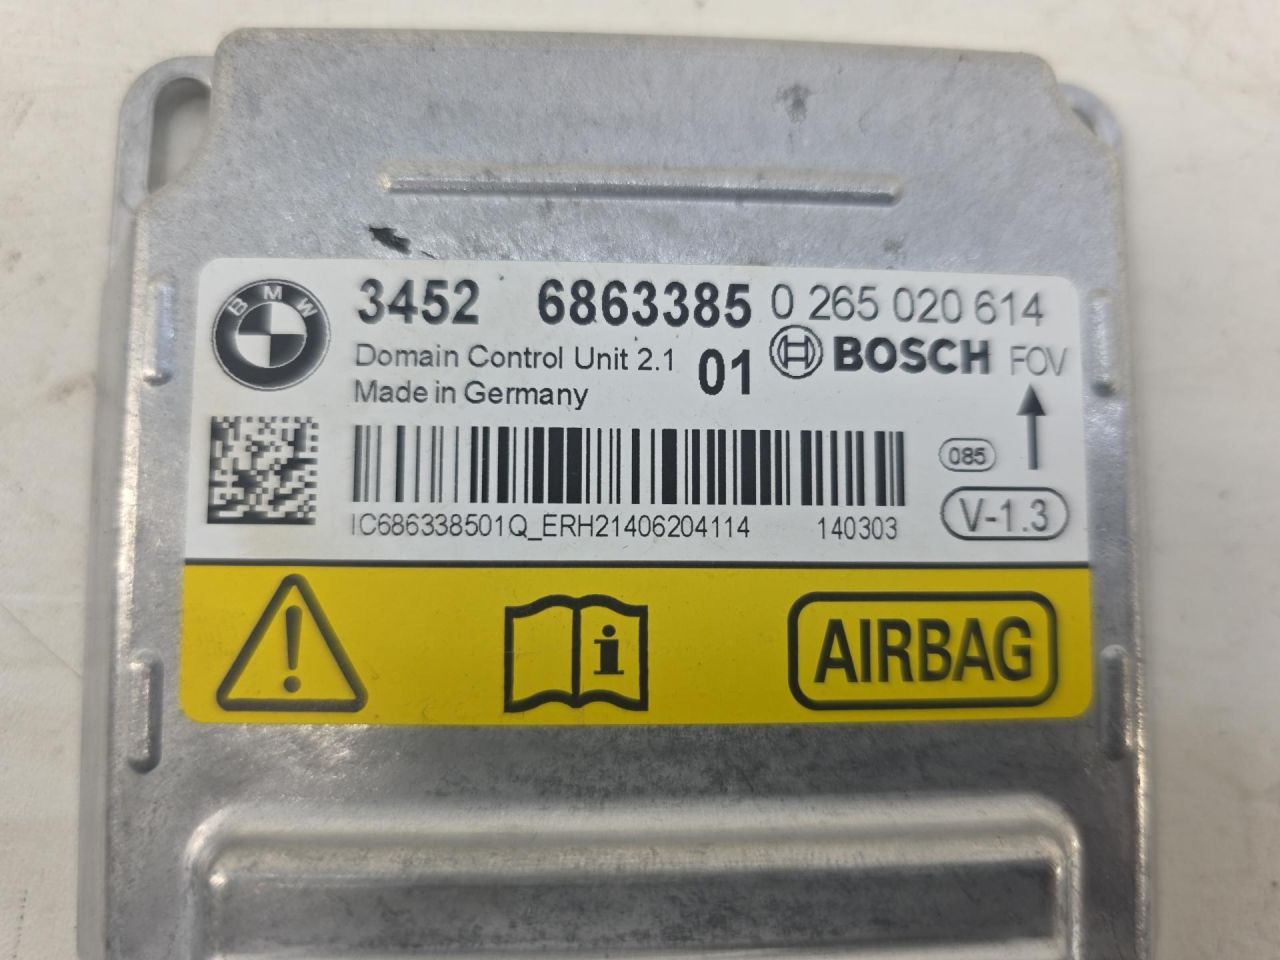 BMW
3452 6863385 0 265 020 614
Domain Control Unit 2.1 01 BOSCH FOV
Made in Germany
085
V-1.3
IC686338501Q_ERH21406204114 140303
AIRBAG